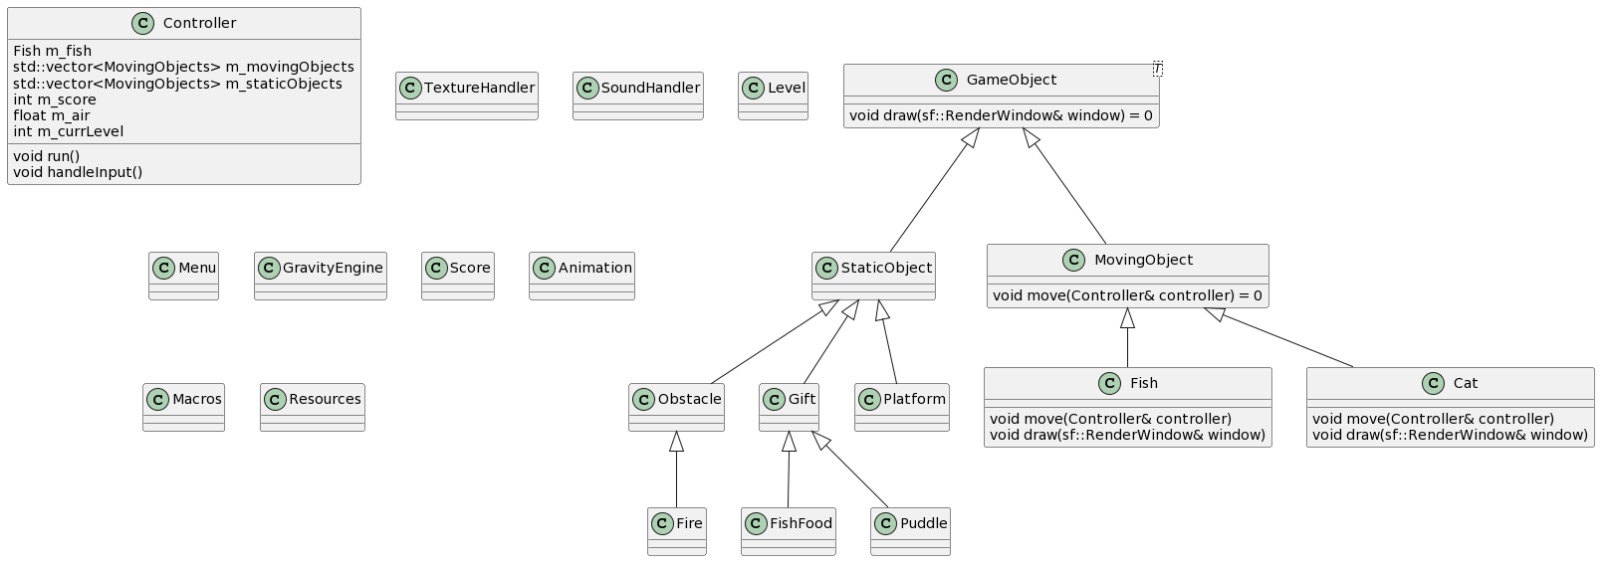 C Controller
Fish m_fish
std::vector<MovingObjects> m_movingObjects
std::vector<MovingObjects> m_staticObjects
int m_score
float m_air
int m_currLevel
void run()
void handleInput()
C TextureHandler
C SoundHandler
C Level
C GameObject
T
void draw(sf::RenderWindow& window) = 0
C Menu
C GravityEngine
C Score
C Animation
C StaticObject
C MovingObject
void move(Controller& controller) = 0
C Macros
C Resources
C Obstacle
C Gift
C Platform
C Fish
void move(Controller& controller)
void draw(sf::RenderWindow& window)
C Cat
void move(Controller& controller)
void draw(sf::RenderWindow& window)
C Fire
C FishFood
C Puddle